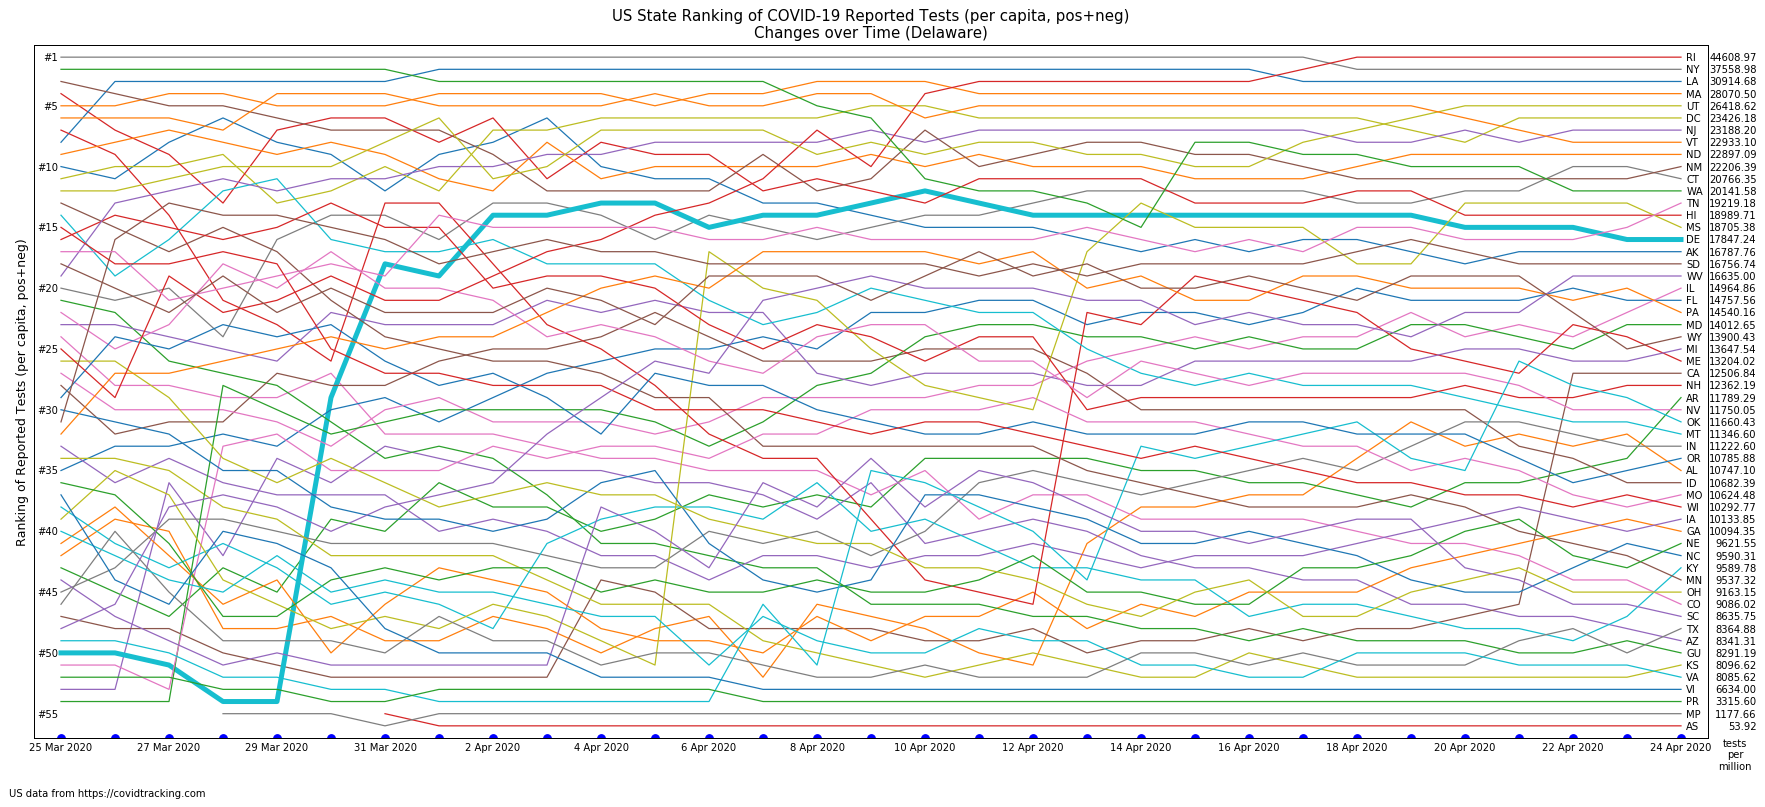 US State Ranking of COVID-19 Reported Tests (per capita, pos+neg)
Changes over Time (Delaware)
Ranking of Reported Tests (per capita, pos+neg)
#1
#5
#10
#15
#20
#25
#30
#35
#40
#45
#50
#55
RI 44608.97
NY 37558.98
LA 30914.68
MA 28070.50
UT 26418.62
DC 23426.18
NJ 23188.20
VT 22933.10
ND 22897.09
NM 22206.39
CT 20766.35
WA 20141.58
TN 19219.18
HI 18989.71
MS 18705.38
DE 17847.24
AK 16787.76
SD 16756.74
WV 16635.00
IL 14964.86
FL 14757.56
PA 14540.16
MD 14012.65
WY 13900.43
MI 13647.54
ME 13204.02
CA 12506.84
NH 12362.19
AR 11789.29
NV 11750.05
OK 11660.43
MT 11346.60
IN 11222.60
OR 10785.88
AL 10747.10
ID 10682.39
MO 10624.48
WI 10292.77
IA 10133.85
GA 10094.35
NE 9621.55
NC 9590.31
KY 9589.78
MN 9537.32
OH 9163.15
CO 9086.02
SC 8635.75
TX 8364.88
AZ 8341.31
GU 8291.19
KS 8096.62
VA 8085.62
VI 6634.00
PR 3315.60
MP 1177.66
AS 53.92
25 Mar 2020 27 Mar 2020 29 Mar 2020 31 Mar 2020 2 Apr 2020 4 Apr 2020 6 Apr 2020 8 Apr 2020 10 Apr 2020 12 Apr 2020 14 Apr 2020 16 Apr 2020 18 Apr 2020 20 Apr 2020 22 Apr 2020 24 Apr 2020
tests
per
million
US data from https://covidtracking.com